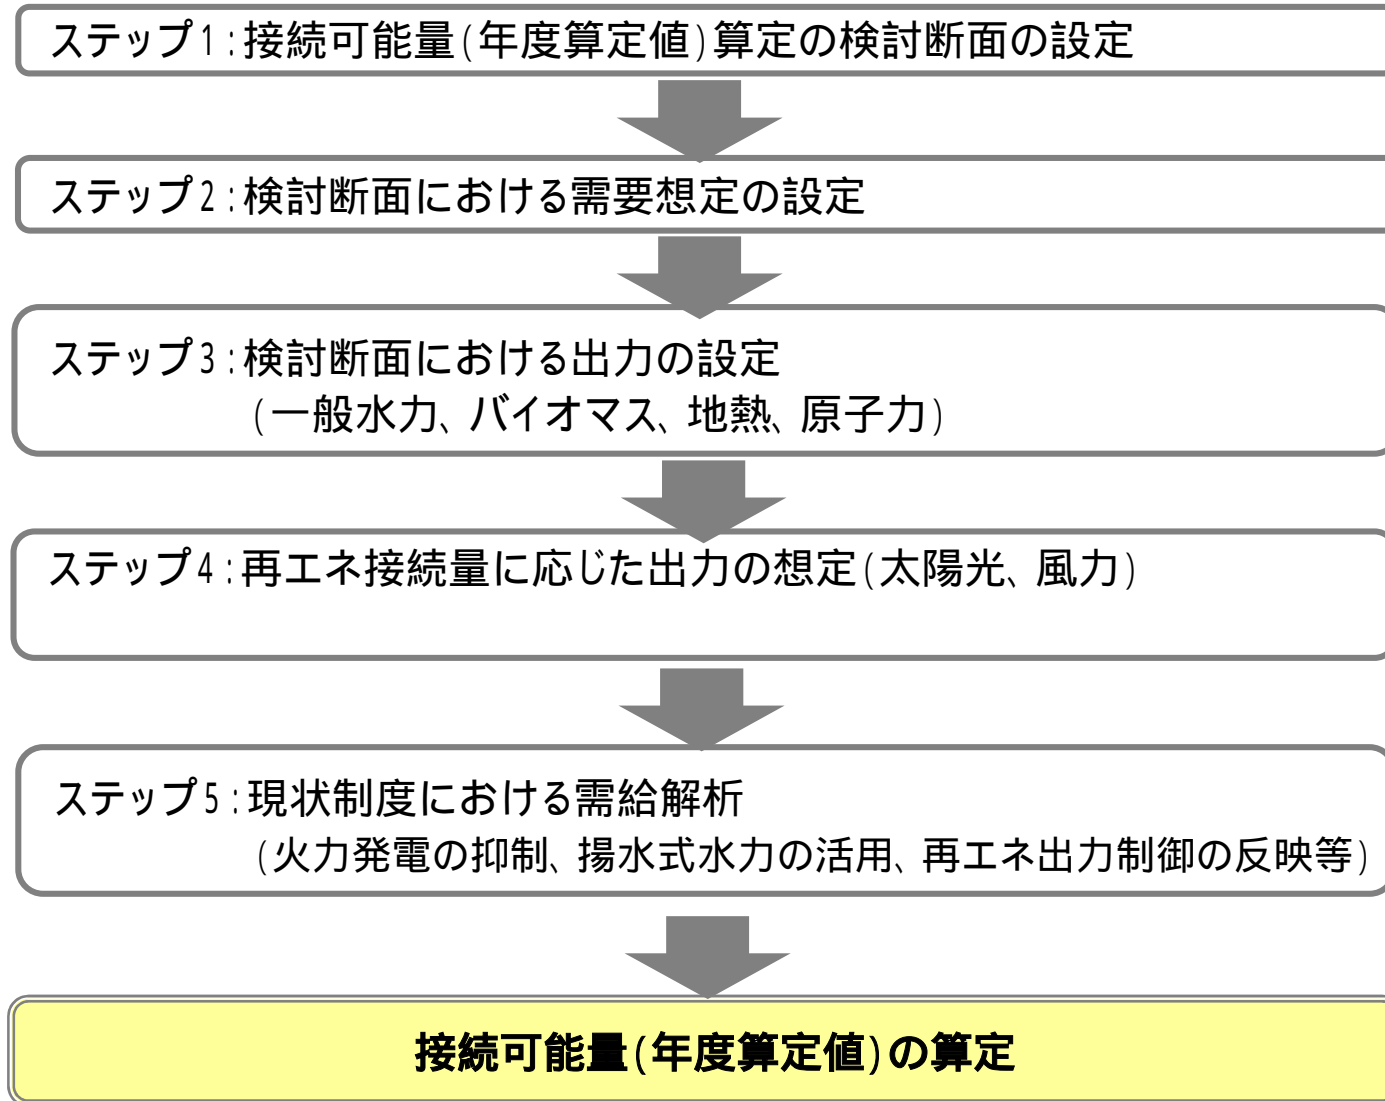 ステップ1:接続可能量(年度算定値)算定の検討断面の設定
ステップ2:検討断面における需要想定の設定
ステップ3:検討断面における出力の設定
(一般水力、バイオマス、地熱、原子力)
ステップ4:再エネ接続量に応じた出力の想定(太陽光、風力)
ステップ5:現状制度における需給解析
(火力発電の抑制、揚水式水力の活用、再エネ出力制御の反映等)
接続可能量(年度算定値)の算定